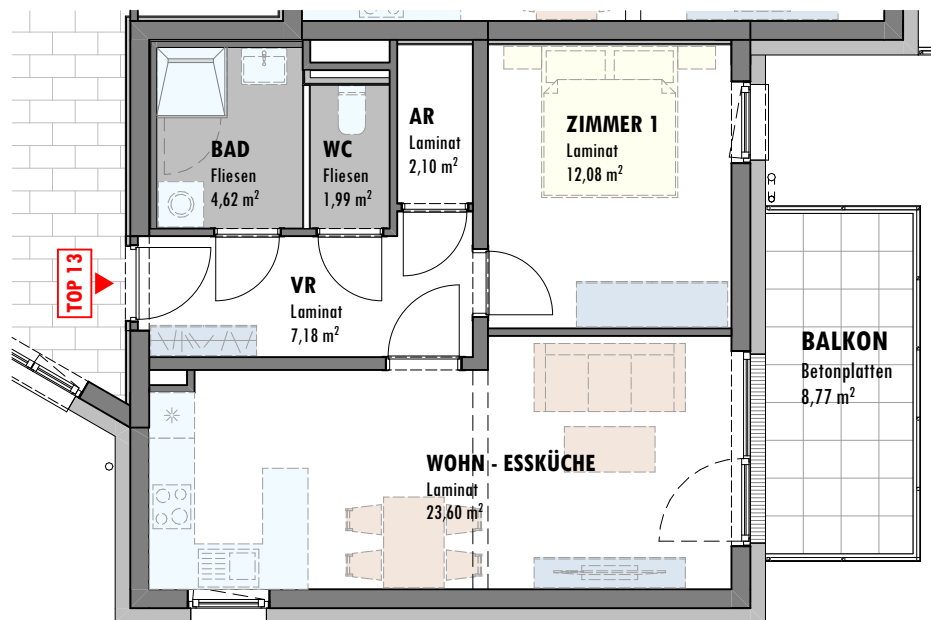 BAD
Fliesen
4,62 m²
WC
Fliesen
1,99 m²
AR
Laminat
2,10 m²
ZIMMER 1
Laminat
12,08 m²
TOP 13
VR
Laminat
7,18 m²
BALKON
Betonplatten
8,77 m²
WOHN - ESSKÜCHE
Laminat
23,60 m²